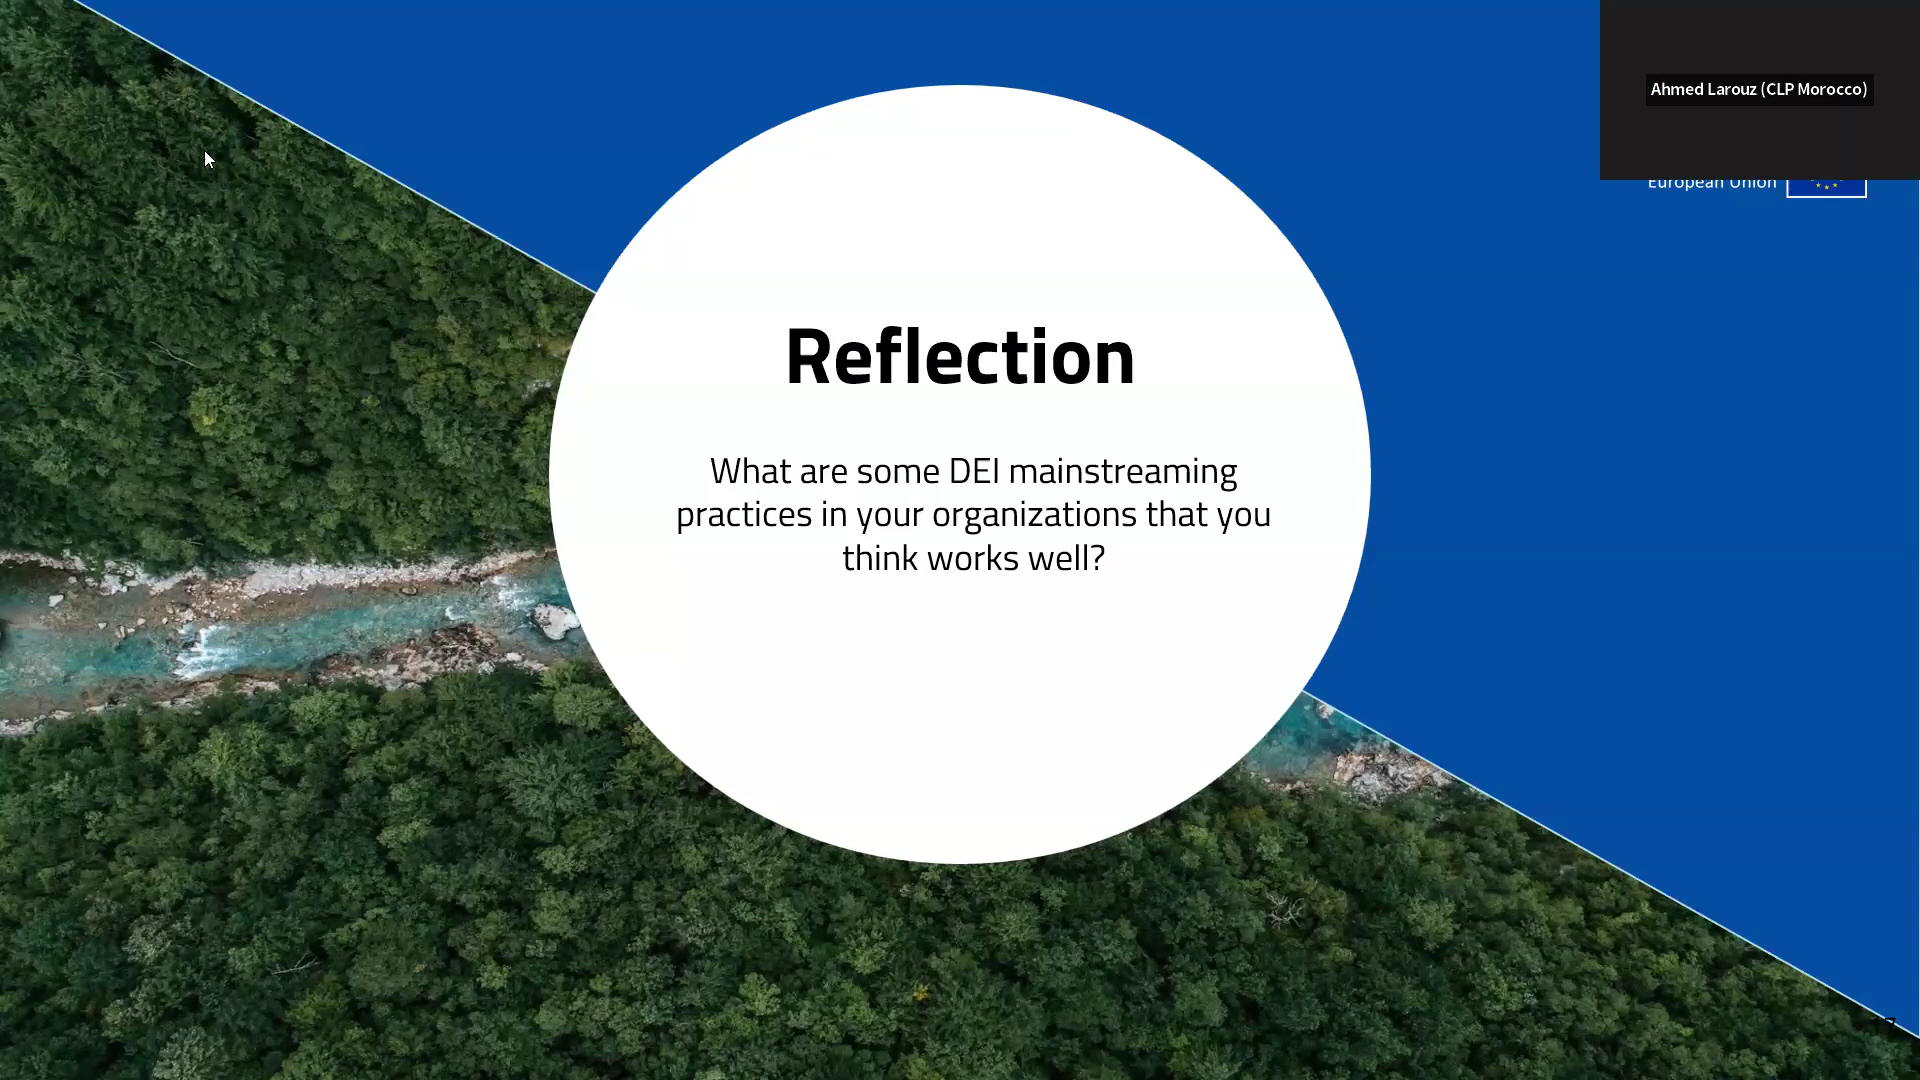 Ahmed Larouz (CLP Morocco)
European Union
Reflection
What are some DEI mainstreaming
practices in your organizations that you
think works well?